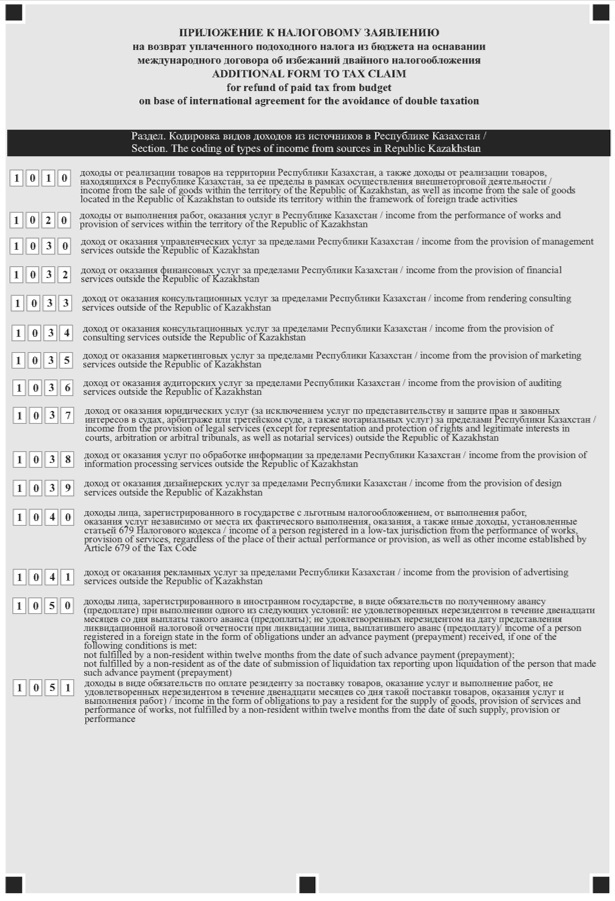 ПРИЛОЖЕНИЕ К НАЛОГОВОМУ ЗАЯВЛЕНИЮ
на возврат уплаченного подоходного налога из бюджета на оснавании
международного договора об избежаний двайного налогообложения
ADDITIONAL FORM TO TAX CLAIM
for refund of paid tax from budget
on base of international agreement for the avoidance of double taxation
Раздел. Кодировка видов доходов из источников в Республике Казахстан /
Section. The coding of types of income from sources in Republic Kazakhstan
1 0 1 0 доходы от реализации товаров на территории Республики Казахстан, а также доходы от реализации товаров,
находящихся в Республике Казахстан, за ее пределы в рамках осуществления внешнеторговой деятельности /
income from the sale of goods within the territory of the Republic of Kazakhstan, as well as income from the sale of goods
located in the Republic of Kazakhstan to outside its territory within the framework of foreign trade activities
1 0 2 0 доходы от выполнения работ, оказания услуг в Республике Казахстан / income from the performance of works and
provision of services within the territory of the Republic of Kazakhstan
1 0 3 0 доход от оказания управленческих услуг за пределами Республики Казахстан / income from the provision of management
services outside the Republic of Kazakhstan
1 0 3 2 доход от оказания финансовых услуг за пределами Республики Казахстан / income from the provision of financial
services outside the Republic of Kazakhstan
1 0 3 3 доход от оказания консультационных услуг за пределами Республики Казахстан / income from rendering consulting
services outside of the Republic of Kazakhstan
1 0 3 4 доход от оказания консультационных услуг за пределами Республики Казахстан / income from the provision of
consulting services outside the Republic of Kazakhstan
1 0 3 5 доход от оказания маркетинговых услуг за пределами Республики Казахстан / income from the provision of marketing
services outside the Republic of Kazakhstan
1 0 3 6 доход от оказания аудиторских услуг за пределами Республики Казахстан / income from the provision of auditing
services outside the Republic of Kazakhstan
1 0 3 7 доход от оказания юридических услуг (за исключением услуг по представительству и защите прав и законных
интересов в судах, арбитраже или третейском суде, а также нотариальных услуг) за пределами Республики Казахстан /
income from the provision of legal services (except for representation and protection of rights and legitimate interests in
courts, arbitration or arbitral tribunals, as well as notarial services) outside the Republic of Kazakhstan
1 0 3 8 доход от оказания услуг по обработке информации за пределами Республики Казахстан / income from the provision of
information processing services outside the Republic of Kazakhstan
1 0 3 9 доход от оказания дизайнерских услуг за пределами Республики Казахстан / income from the provision of design
services outside the Republic of Kazakhstan
1 0 4 0 доходы лица, зарегистрированного в государстве с льготным налогообложением, от выполнения работ,
оказания услуг независимо от места их фактического выполнения, оказания, а также иные доходы, установленные
статьей 679 Налогового кодекса / income of a person registered in a low-tax jurisdiction from the performance of works,
provision of services, regardless of the place of their actual performance or provision, as well as other income established by
Article 679 of the Tax Code
1 0 4 1 доход от оказания рекламных услуг за пределами Республики Казахстан / income from the provision of advertising
services outside the Republic of Kazakhstan
1 0 5 0 доходы лица, зарегистрированного в иностранном государстве, в виде обязательств по полученному авансу
(предоплате) при выполнении одного из следующих условий: не удовлетворенных нерезидентом в течение двенадцати
месяцев со дня выплаты такого аванса (предоплаты); не удовлетворенных нерезидентом на дату представления
ликвидационной налоговой отчетности при ликвидации лица, выплатившего аванс (предоплату)/ income of a person
registered in a foreign state in the form of obligations under an advance payment (prepayment) received, if one of the
following conditions is met:
not fulfilled by a non-resident within twelve months from the date of such advance payment (prepayment);
not fulfilled by a non-resident as of the date of submission of liquidation tax reporting upon liquidation of the person that made
such advance payment (prepayment)
1 0 5 1 доходы в виде обязательств по оплате резиденту за поставку товаров, оказание услуг и выполнение работ, не
удовлетворенных нерезидентом в течение двенадцати месяцев со дня такой поставки товаров, оказания услуг и
выполнения работ) / income in the form of obligations to pay a resident for the supply of goods, provision of services and
performance of works, not fulfilled by a non-resident within twelve months from the date of such supply, provision or
performance